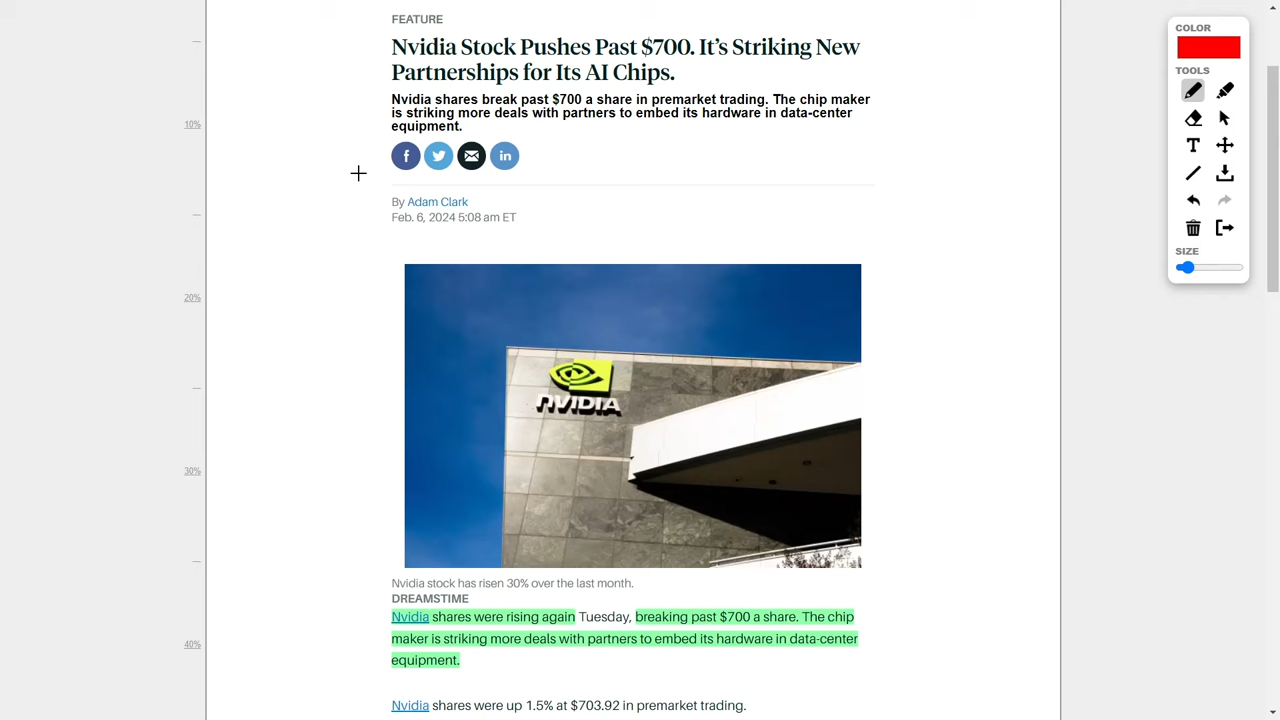 FEATURE
Nvidia Stock Pushes Past $700. It's Striking New
Partnerships for Its AI Chips.
Nvidia shares break past $700 a share in premarket trading. The chip maker
is striking more deals with partners to embed its hardware in data-center
equipment.
By Adam Clark
Feb. 6, 2024 5:08 am ET
NVIDIA
Nvidia stock has risen 30% over the last month.
DREAMSTIME
Nvidia shares were rising again Tuesday, breaking past $700 a share. The chip
maker is striking more deals with partners to embed its hardware in data-center
equipment.
Nvidia shares were up 1.5% at $703.92 in premarket trading.
10%
20%
30%
40%
COLOR
TOOLS
SIZE